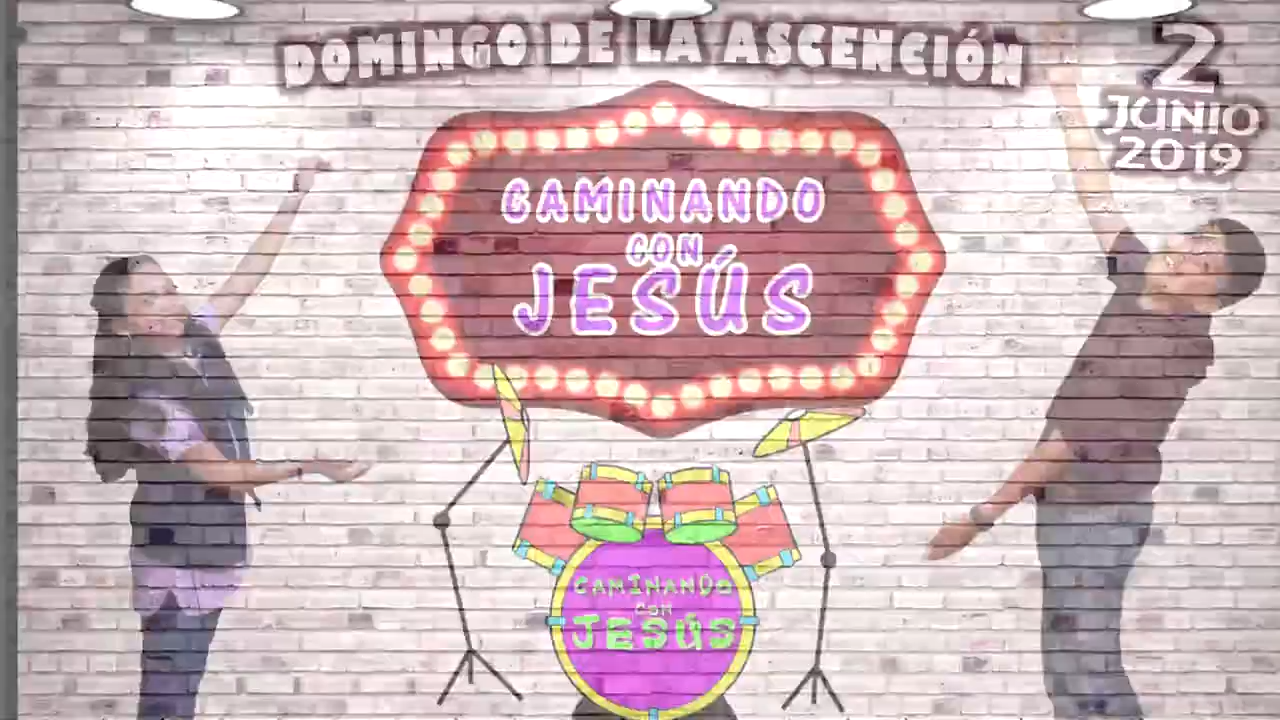 DOMINGO DE LA ASCENCIÓN
2
JUNIO
2019
CAMINANDO
CON
JESÚS
CAMINANDO
CON
JESÚS